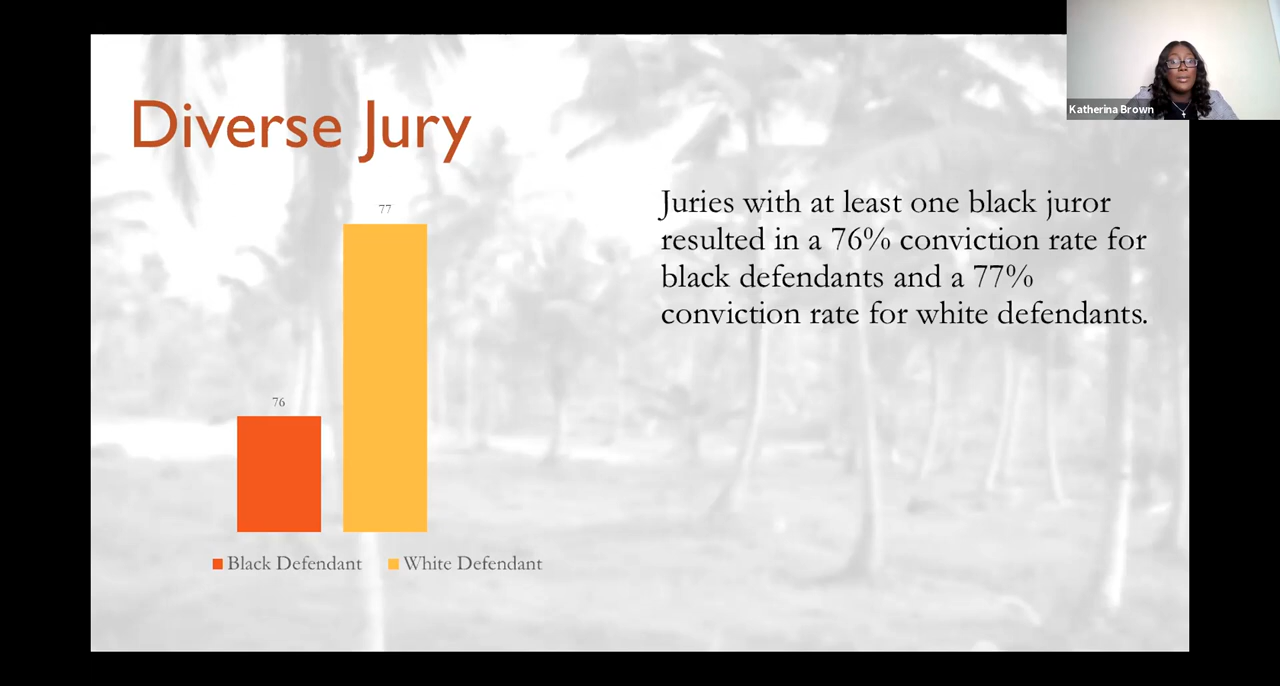 Katherina Brown
Diverse Jury
77
76
Black Defendant
White Defendant
Juries with at least one black juror
resulted in a 76% conviction rate for
black defendants and a 77%
conviction rate for white defendants.